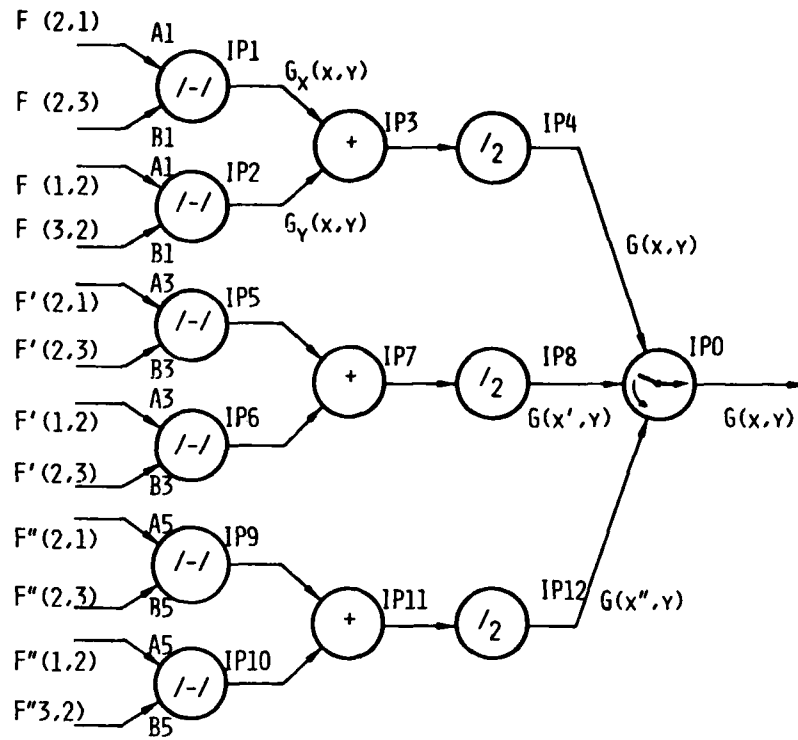 F (2,1)
A1
IP1
/-/
F (2,3)
B1
Gx(x,y)
F (1,2)
A1
IP2
/-/
F (3,2)
B1
Gy(x,y)
+
IP3
/2
IP4
G(x,y)
F'(2,1)
A3
IP5
/-/
F'(2,3)
B3
F'(1,2)
A3
IP6
/-/
F'(2,3)
B3
+
IP7
/2
IP8
G(x',y)
IP0
G(x,y)
F"(2,1)
A5
IP9
/-/
F"(2,3)
B5
F"(1,2)
A5
IP10
/-/
F"3,2)
B5
+
IP11
/2
IP12
G(x",y)